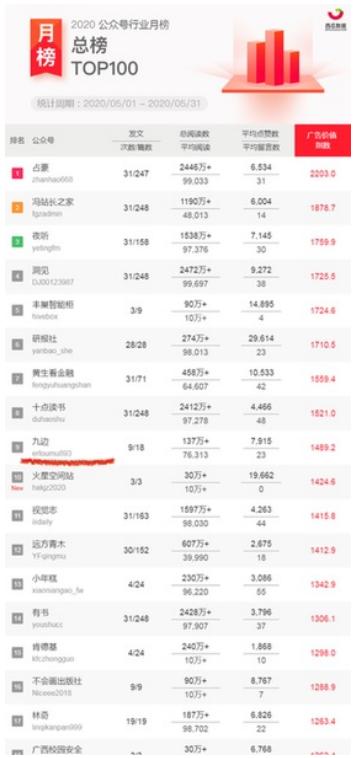 月榜
2020 公众号行业月榜
总榜
TOP100
西瓜数据
统计周期：2020/05/01 ~ 2020/05/31
排名 公众号 发文 次数/篇数 总阅读数 平均阅读 平均点赞数 平均留言数 广告价值指数
1 占豪 zhanhao668 31/247 2446万+ 99,033 6,534 31 2203.0
2 冯站长之家 fgzadmin 31/248 1190万+ 48,013 6,004 14 1878.7
3 夜听 yetingfm 31/158 1538万+ 97,376 7,145 30 1759.9
4 洞见 DJ00123987 31/248 2472万+ 99,697 9,272 38 1725.5
5 丰巢智能柜 hivebox 3/9 90万+ 10万+ 14,895 4 1724.6
6 研报社 yanbao_she 28/28 274万+ 98,013 29,614 23 1710.5
7 黄生看金融 fengyuhuangshan 31/71 458万+ 64,607 10,533 42 1559.4
8 十点读书 duhaoshu 31/248 2412万+ 97,278 4,466 48 1521.0
9 九边 erfoumu893 9/18 137万+ 76,313 7,915 23 1489.2
10 New 火星空间站 hxkjz2020 3/3 30万+ 10万+ 19,662 0 1424.6
11 视觉志 iiidaily 31/163 1597万+ 98,030 4,263 44 1415.8
12 远方青木 YFqingmu 30/152 607万+ 39,990 2,675 18 1412.9
13 小年糕 xiaoniangao_fw 4/24 230万+ 96,220 3,086 55 1342.9
14 有书 youshucc 31/248 2428万+ 97,907 3,796 37 1306.1
15 肯德基 kfczhongguo 4/24 240万+ 10万+ 1,868 10 1298.0
16 不会画出版社 Niceee2018 9/9 90万+ 10万+ 8,767 7 1288.9
17 林奇 linqkanpan999 19/19 187万+ 98,702 6,826 22 1263.4
广西校园安全 30万+ 6,768